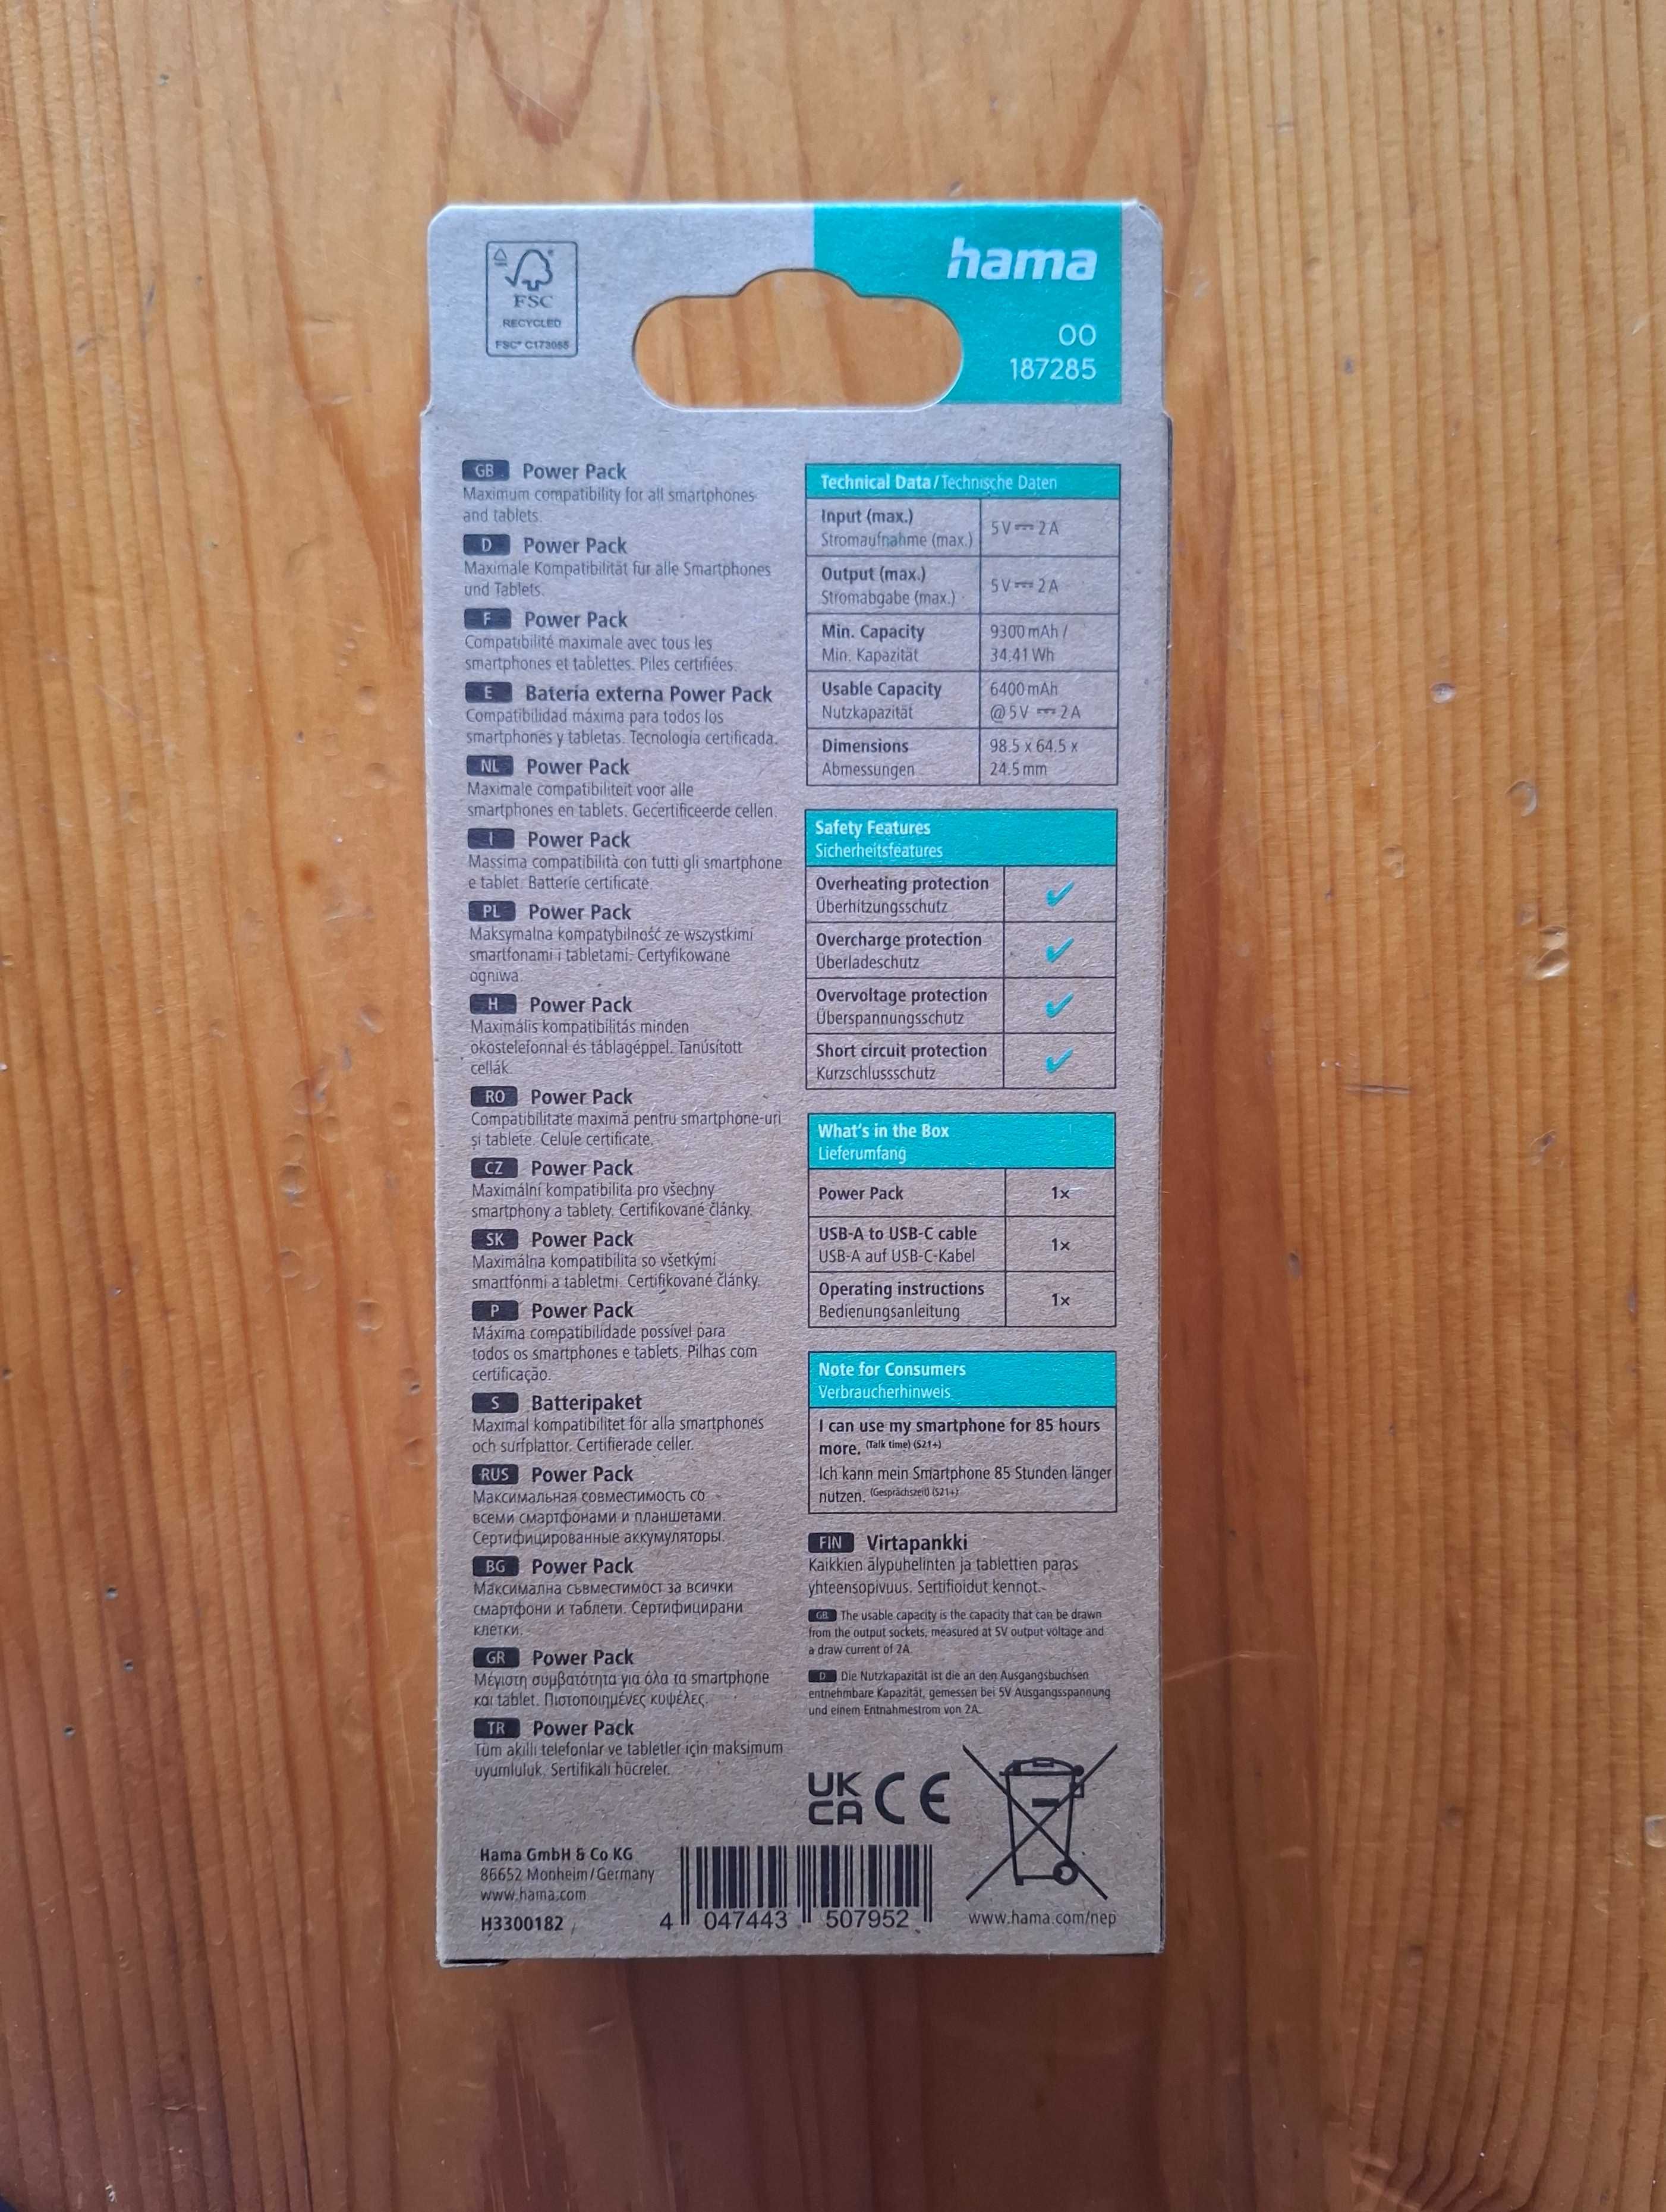 FSC
RECYCLED
FSC® C173065
hama
00
187285
GB Power Pack
Maximum compatibility for all smartphones
and tablets.
D Power Pack
Maximale Kompatibilität für alle Smartphones
und Tablets.
F Power Pack
Compatibilité maximale avec tous les
smartphones et tablettes. Piles certifiées.
E Batería externa Power Pack
Compatibilidad máxima para todos los
smartphones y tabletas. Tecnología certificada.
NL Power Pack
Maximale compatibiliteit voor alle
smartphones en tablets. Gecertificeerde cellen.
I Power Pack
Massima compatibilità con tutti gli smartphone
e tablet. Batterie certificate.
PL Power Pack
Maksymalna kompatybilność ze wszystkimi
smartfonami i tabletami. Certyfikowane
ogniwa.
H Power Pack
Maximális kompatibilitás minden
okostelefonnal és táblagéppel. Tanúsított
cellák.
RO Power Pack
Compatibilitate maximă pentru smartphone-uri
și tablete. Celule certificate.
CZ Power Pack
Maximální kompatibilita pro všechny
smartphony a tablety. Certifikované články.
SK Power Pack
Maximálna kompatibilita so všetkými
smartfónmi a tabletmi. Certifikované články.
P Power Pack
Máxima compatibilidade possível para
todos os smartphones e tablets. Pilhas com
certificação.
S Batteripaket
Maximal kompatibilitet för alla smartphones
och surfplattor. Certifierade celler.
RUS Power Pack
Максимальная совместимость со
всеми смартфонами и планшетами.
Сертифицированные аккумуляторы.
BG Power Pack
Максимална съвместимост за всички
смартфони и таблети. Сертифицирани
клетки.
GR Power Pack
Μέγιστη συμβατότητα για όλα τα smartphone
και tablet. Πιστοποιημένες κυψέλες.
TR Power Pack
Tüm akıllı telefonlar ve tabletler için maksimum
uyumluluk. Sertifikalı hücreler.
Technical Data / Technische Daten
Input (max.)
Stromaufnahme (max.)
5 V ⎓ 2 A
Output (max.)
Stromabgabe (max.)
5 V ⎓ 2 A
Min. Capacity
Min. Kapazität
9300 mAh /
34.41 Wh
Usable Capacity
Nutzkapazität
6400 mAh
@ 5 V ⎓ 2 A
Dimensions
Abmessungen
98.5 x 64.5 x
24.5 mm
Safety Features
Sicherheitsfeatures
Overheating protection
Überhitzungsschutz
✓
Overcharge protection
Überladeschutz
✓
Overvoltage protection
Überspannungsschutz
✓
Short circuit protection
Kurzschlussschutz
✓
What's in the Box
Lieferumfang
Power Pack
1x
USB-A to USB-C cable
USB-A auf USB-C-Kabel
1x
Operating instructions
Bedienungsanleitung
1x
Note for Consumers
Verbraucherhinweis
I can use my smartphone for 85 hours
more. (Talk time) (S21+)
Ich kann mein Smartphone 85 Stunden länger
nutzen. (Gesprächszeit) (S21+)
FIN Virtapankki
Kaikkien älypuhelinten ja tablettien paras
yhteensopivuus. Sertifioidut kennot.
GB The usable capacity is the capacity that can be drawn
from the output sockets, measured at 5V output voltage and
a draw current of 2A.
D Die Nutzkapazität ist die an den Ausgangsbuchsen
entnehmbare Kapazität, gemessen bei 5V Ausgangsspannung
und einem Entnahmestrom von 2A.
UK
CA CE
Hama GmbH & Co KG
86652 Monheim/Germany
www.hama.com
H3300182
4 047443 507952
www.hama.com/nep